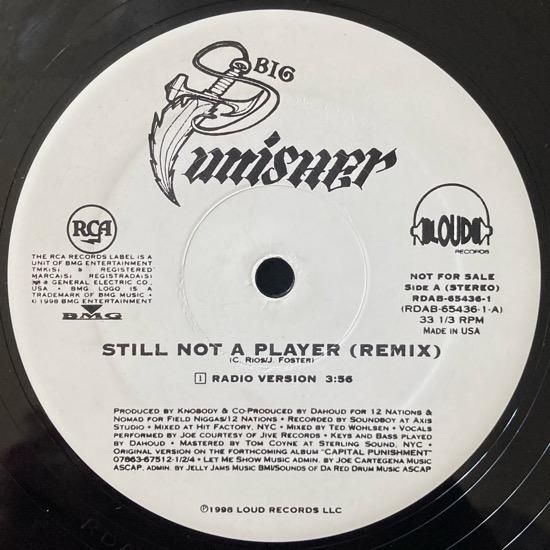 BIG
Punisher
RCA
THE RCA RECORDS LABEL IS A
UNIT OF BMG ENTERTAINMENT
TMK(S) ® REGISTERED
MARCA(S) REGISTRADA(S)
® GENERAL ELECTRIC CO.,
USA • BMG LOGO IS A
TRADEMARK OF BMG MUSIC •
© 1998 BMG ENTERTAINMENT
BMG
LOUD
RECORDS
NOT FOR SALE
SIDE A (STEREO)
RDAB-65436-1
(RDAB-65436-1-A)
33 1/3 RPM
MADE IN USA
STILL NOT A PLAYER (REMIX)
(C. RIOS/J. FOSTER)
1 RADIO VERSION 3:56
PRODUCED BY KNOBODY & CO-PRODUCED BY DAHOUD FOR 12 NATIONS &
NOMAD FOR FIELD NIGGAS/12 NATIONS • RECORDED BY SOUNDBOY AT AXIS
STUDIO • MIXED AT HIT FACTORY, NYC • MIXED BY TED WOHLSEN • VOCALS
PERFORMED BY JOE COURTESY OF JIVE RECORDS • KEYS AND BASS PLAYED
BY DAHOUD • MASTERED BY TOM COYNE AT STERLING SOUND, NYC •
ORIGINAL VERSION ON THE FORTHCOMING ALBUM "CAPITAL PUNISHMENT"
07863-67512-1/2/4 • LET ME SHOW MUSIC ADMIN. BY JOE CARTEGENA MUSIC
ASCAP, ADMIN. BY JELLY JAMS MUSIC BMI/SOUNDS OF DA RED DRUM MUSIC ASCAP
℗©1998 LOUD RECORDS LLC